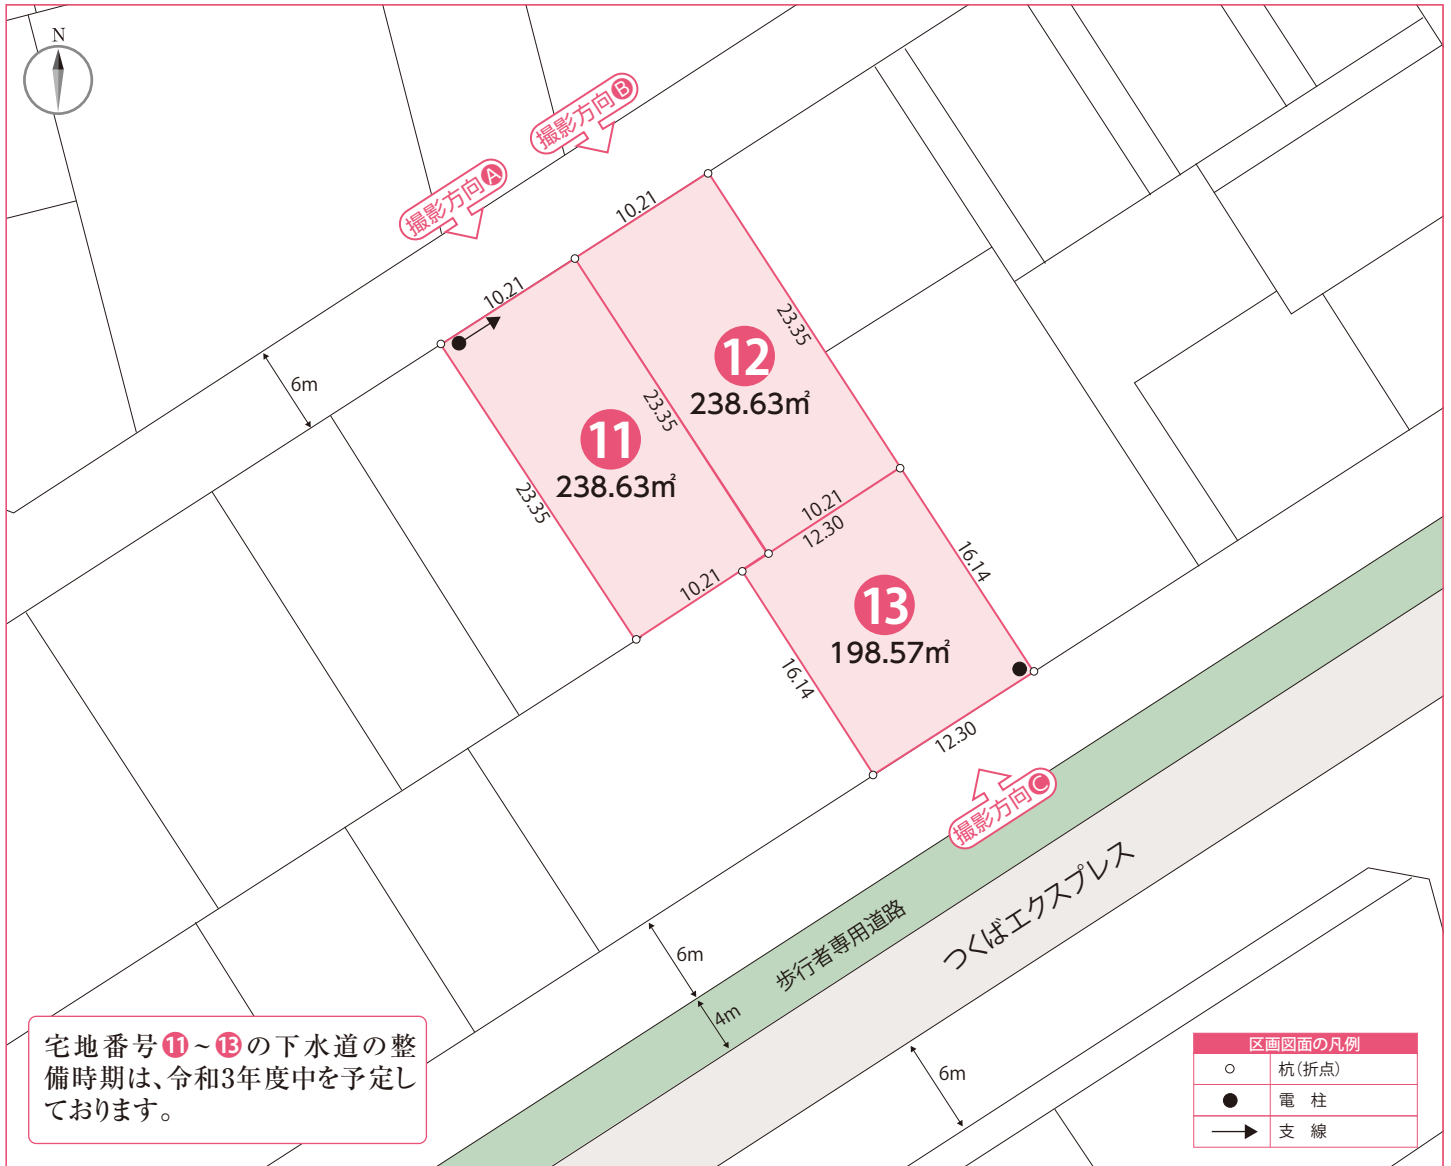 N
撮影方向B
撮影方向A
10.21
10.21
6m
23.35
12
238.63㎡
23.35
11
238.63㎡
23.35
10.21
12.30
16.14
10.21
13
198.57㎡
16.14
12.30
撮影方向C
つくばエクスプレス
歩行者専用道路
6m
4m
6m
宅地番号11~13の下水道の整
備時期は、令和3年度中を予定し
ております。
区画図面の凡例
杭(折点)
電 柱
支 線